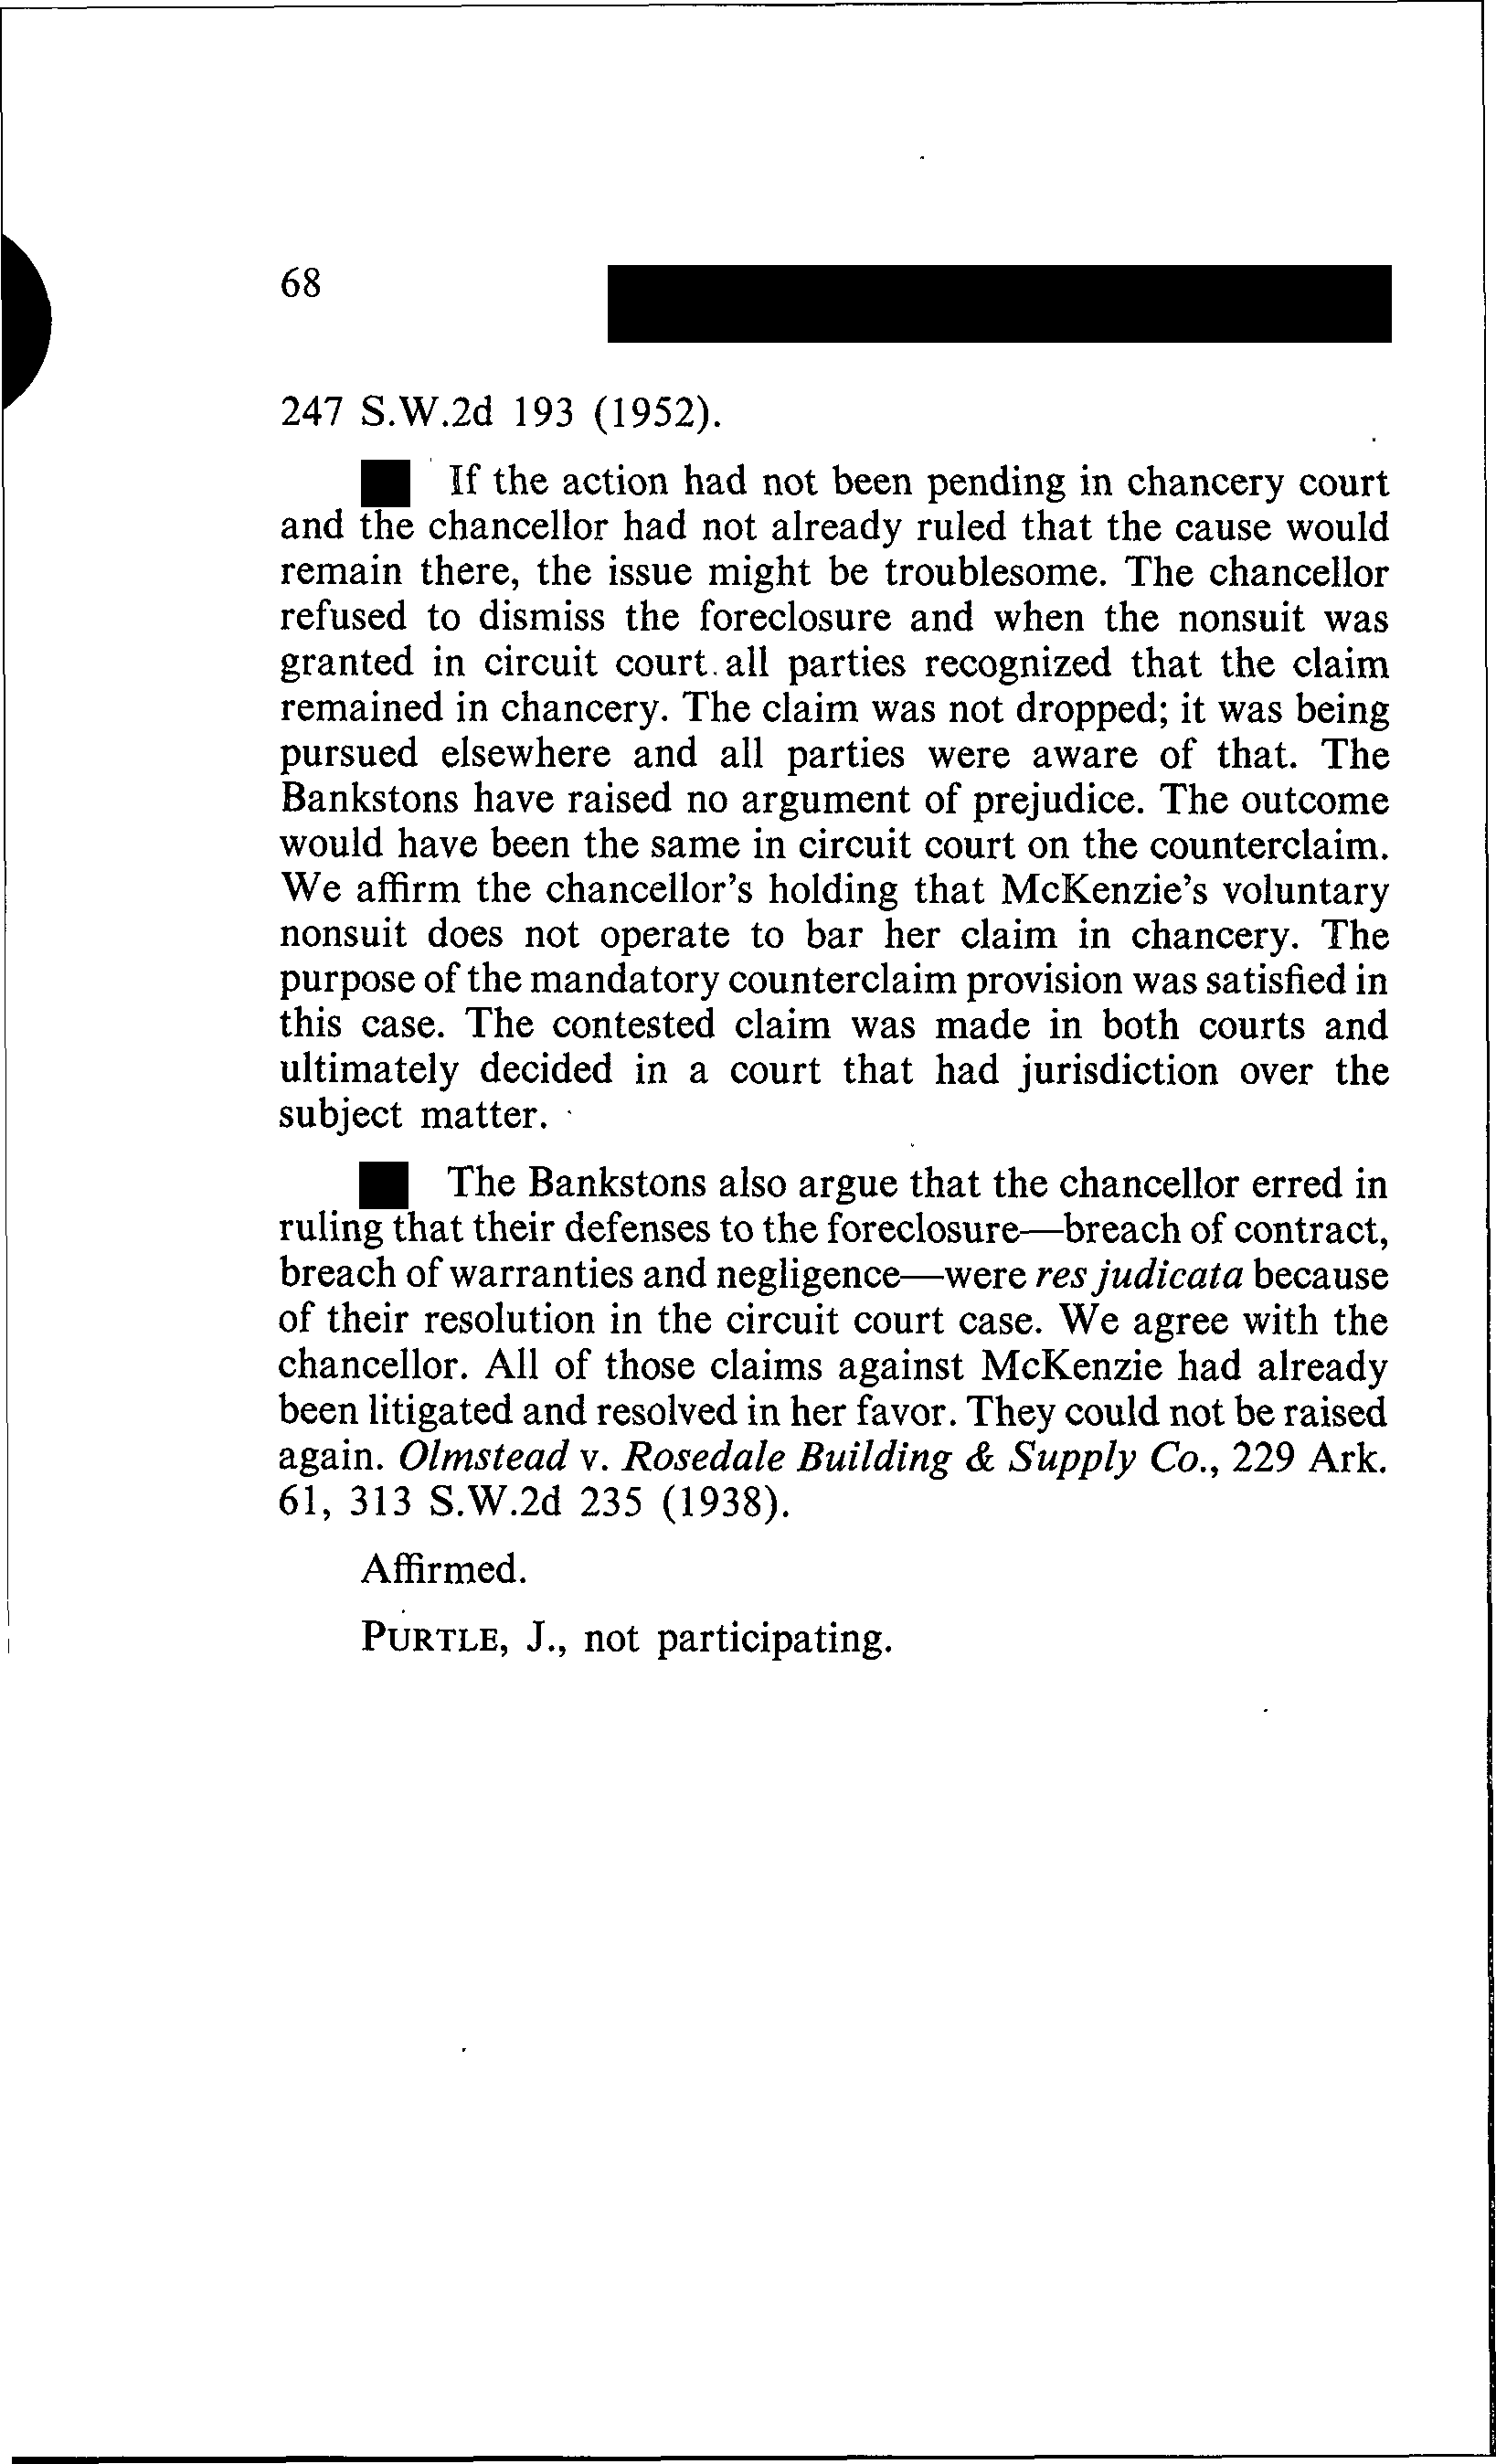 68
247 S.W.2d 193 (1952).
If the action had not been pending in chancery court
and the chancellor had not already ruled that the cause would
remain there, the issue might be troublesome. The chancellor
refused to dismiss the foreclosure and when the nonsuit was
granted in circuit court all parties recognized that the claim
remained in chancery. The claim was not dropped; it was being
pursued elsewhere and all parties were aware of that. The
Bankstons have raised no argument of prejudice. The outcome
would have been the same in circuit court on the counterclaim.
We affirm the chancellor's holding that McKenzie's voluntary
nonsuit does not operate to bar her claim in chancery. The
purpose of the mandatory counterclaim provision was satisfied in
this case. The contested claim was made in both courts and
ultimately decided in a court that had jurisdiction over the
subject matter.
The Bankstons also argue that the chancellor erred in
ruling that their defenses to the foreclosure—breach of contract,
breach of warranties and negligence—were res judicata because
of their resolution in the circuit court case. We agree with the
chancellor. All of those claims against McKenzie had already
been litigated and resolved in her favor. They could not be raised
again. Olmstead v. Rosedale Building & Supply Co., 229 Ark.
61, 313 S.W.2d 235 (1938).
Affirmed.
PURTLE, J., not participating.